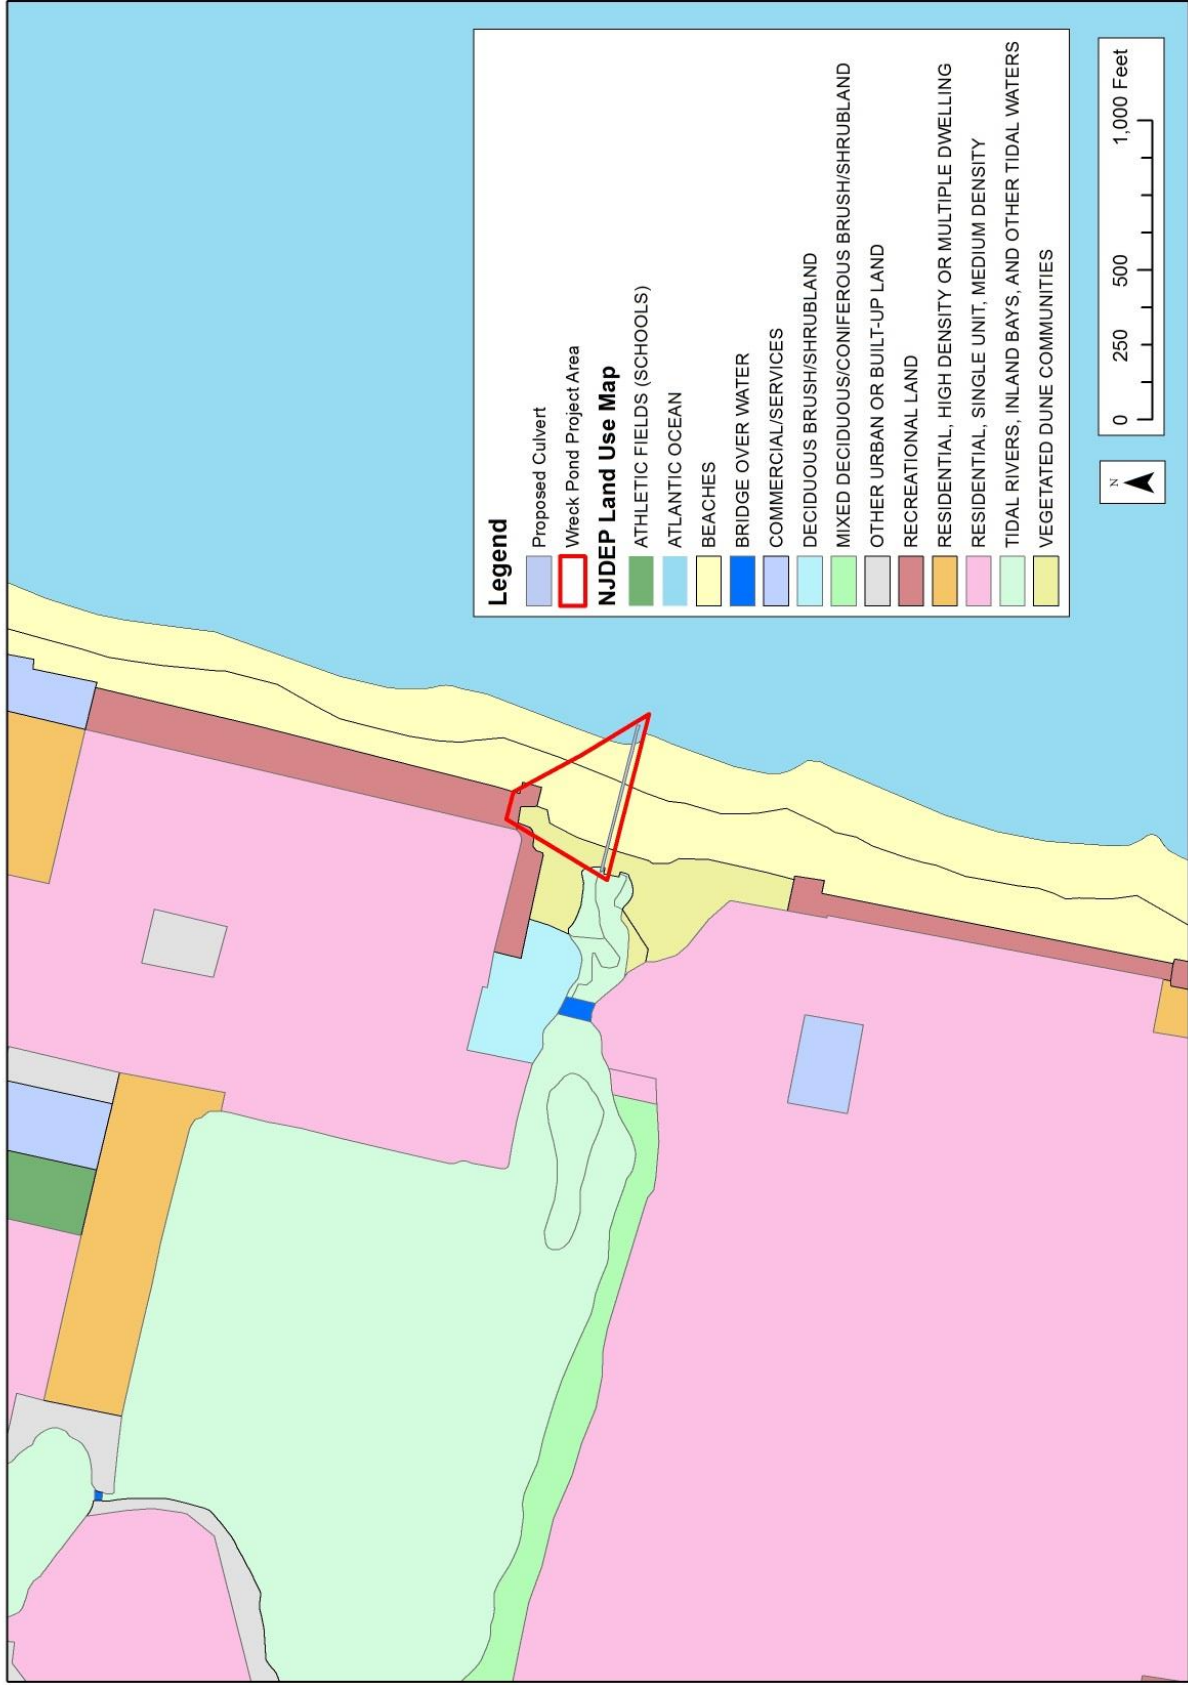 Legend
Proposed Culvert
Wreck Pond Project Area
NJDEP Land Use Map
ATHLETIC FIELDS (SCHOOLS)
ATLANTIC OCEAN
BEACHES
BRIDGE OVER WATER
COMMERCIAL/SERVICES
DECIDUOUS BRUSH/SHRUBLAND
MIXED DECIDUOUS/CONIFEROUS BRUSH/SHRUBLAND
OTHER URBAN OR BUILT-UP LAND
RECREATIONAL LAND
RESIDENTIAL, HIGH DENSITY OR MULTIPLE DWELLING
RESIDENTIAL, SINGLE UNIT, MEDIUM DENSITY
TIDAL RIVERS, INLAND BAYS, AND OTHER TIDAL WATERS
VEGETATED DUNE COMMUNITIES
N
0 250 500 1,000 Feet